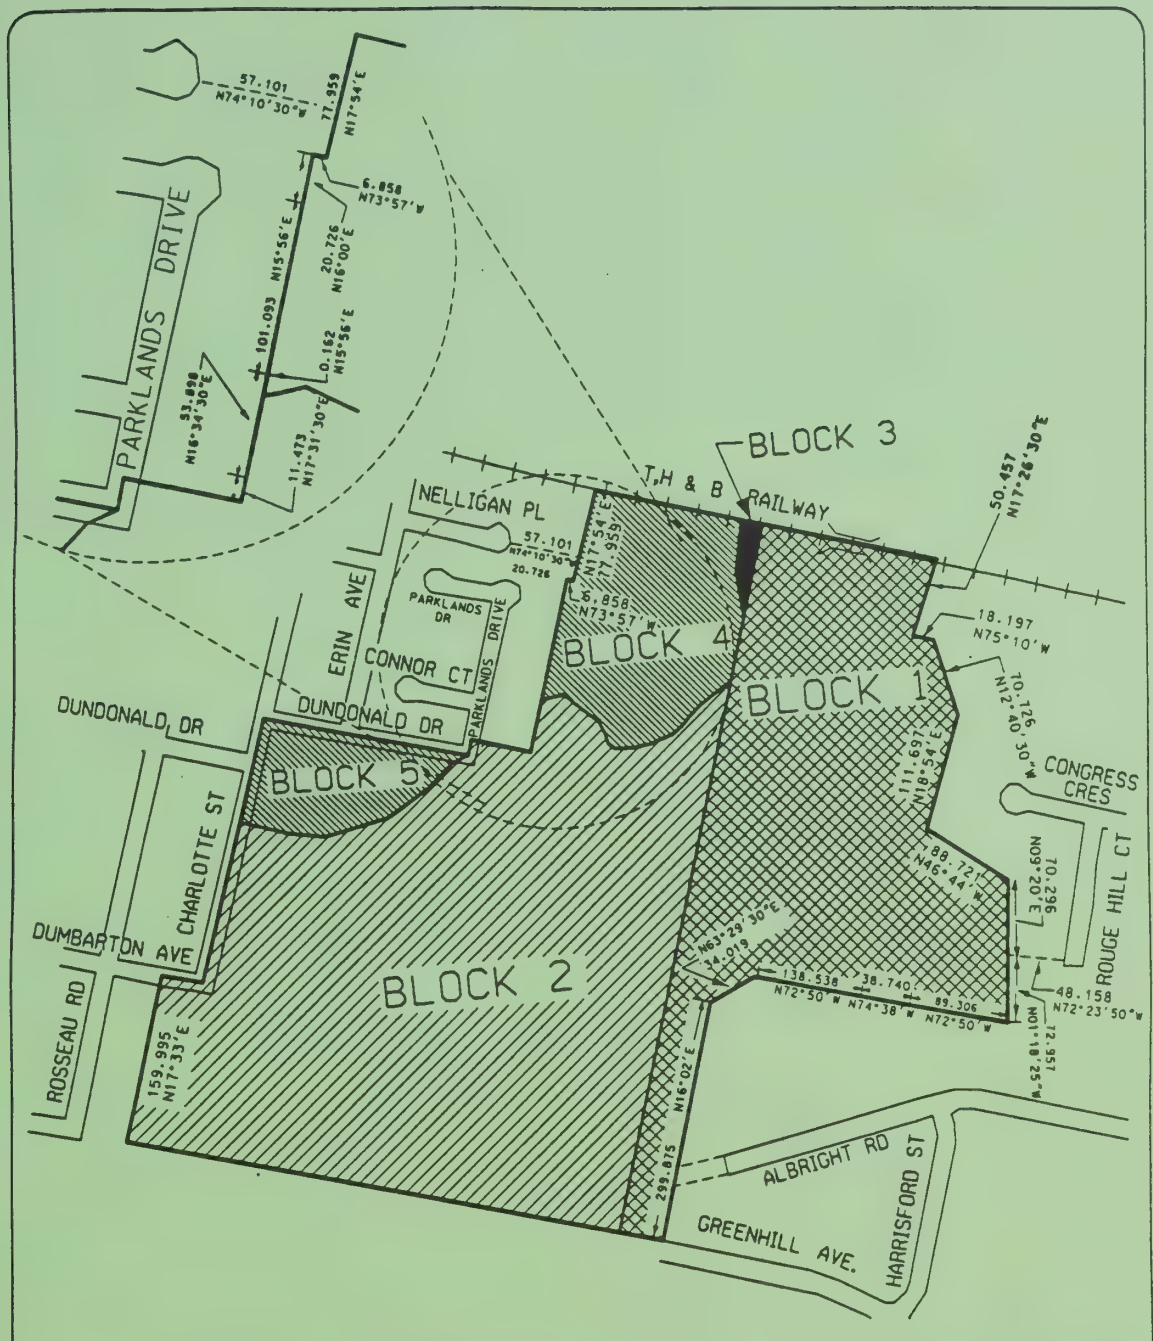 57.101
N74°10'30"W
77.959
N17°54'E
6.858
N73°57'W
PARKLANDS DRIVE
101.093
N15°56'E
20.726
N16°00'E
0.162
N15°56'E
53.898
N16°34'30"E
11.473
N17°31'30"E
BLOCK 3
50.457
N17°26'30"E
T,H & B RAILWAY
NELLIGAN PL
57.101
N74°10'30"W
20.726
N17°54'E
77.959
6.858
N73°57'W
18.197
N75°10'W
ERIN AVE
PARKLANDS
DR
PARKLANDS DRIVE
CONNOR CT
BLOCK 4
BLOCK 1
70.726
N12°40'30"W
DUNDONALD DR
DUNDONALD DR
BLOCK 5
111.697
N18°54'E
CONGRESS
CRES
CHARLOTTE ST
88.721
N46°44'W
70.296
N09°20'E
ROUGE HILL CT
DUMBARTON AVE
N63°29'30"E
34.019
BLOCK 2
138.538
N72°50'W
38.740
N74°38'W
89.306
N72°50'W
48.158
N72°23'50"W
72.957
N01°18'25"W
ROSSEAU RD
159.995
N17°33'E
N16°02'E
299.875
ALBRIGHT RD
HARRISFORD ST
GREENHILL AVE.